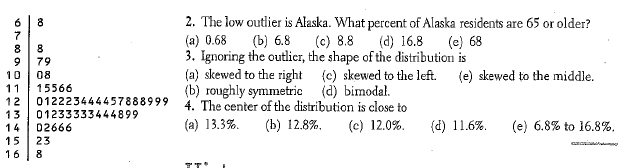 6 | 8
7 |
8 | 8
9 | 79
10 | 08
11 | 15566
12 | 012223444457888999
13 | 01233333444899
14 | 02666
15 | 23
16 | 8
2. The low outlier is Alaska. What percent of Alaska residents are 65 or older?
(a) 0.68 (b) 6.8 (c) 8.8 (d) 16.8 (e) 68
3. Ignoring the outlier, the shape of the distribution is
(a) skewed to the right (c) skewed to the left. (e) skewed to the middle.
(b) roughly symmetric (d) bimodal.
4. The center of the distribution is close to
(a) 13.3%. (b) 12.8%. (c) 12.0%. (d) 11.6%. (e) 6.8% to 16.8%.